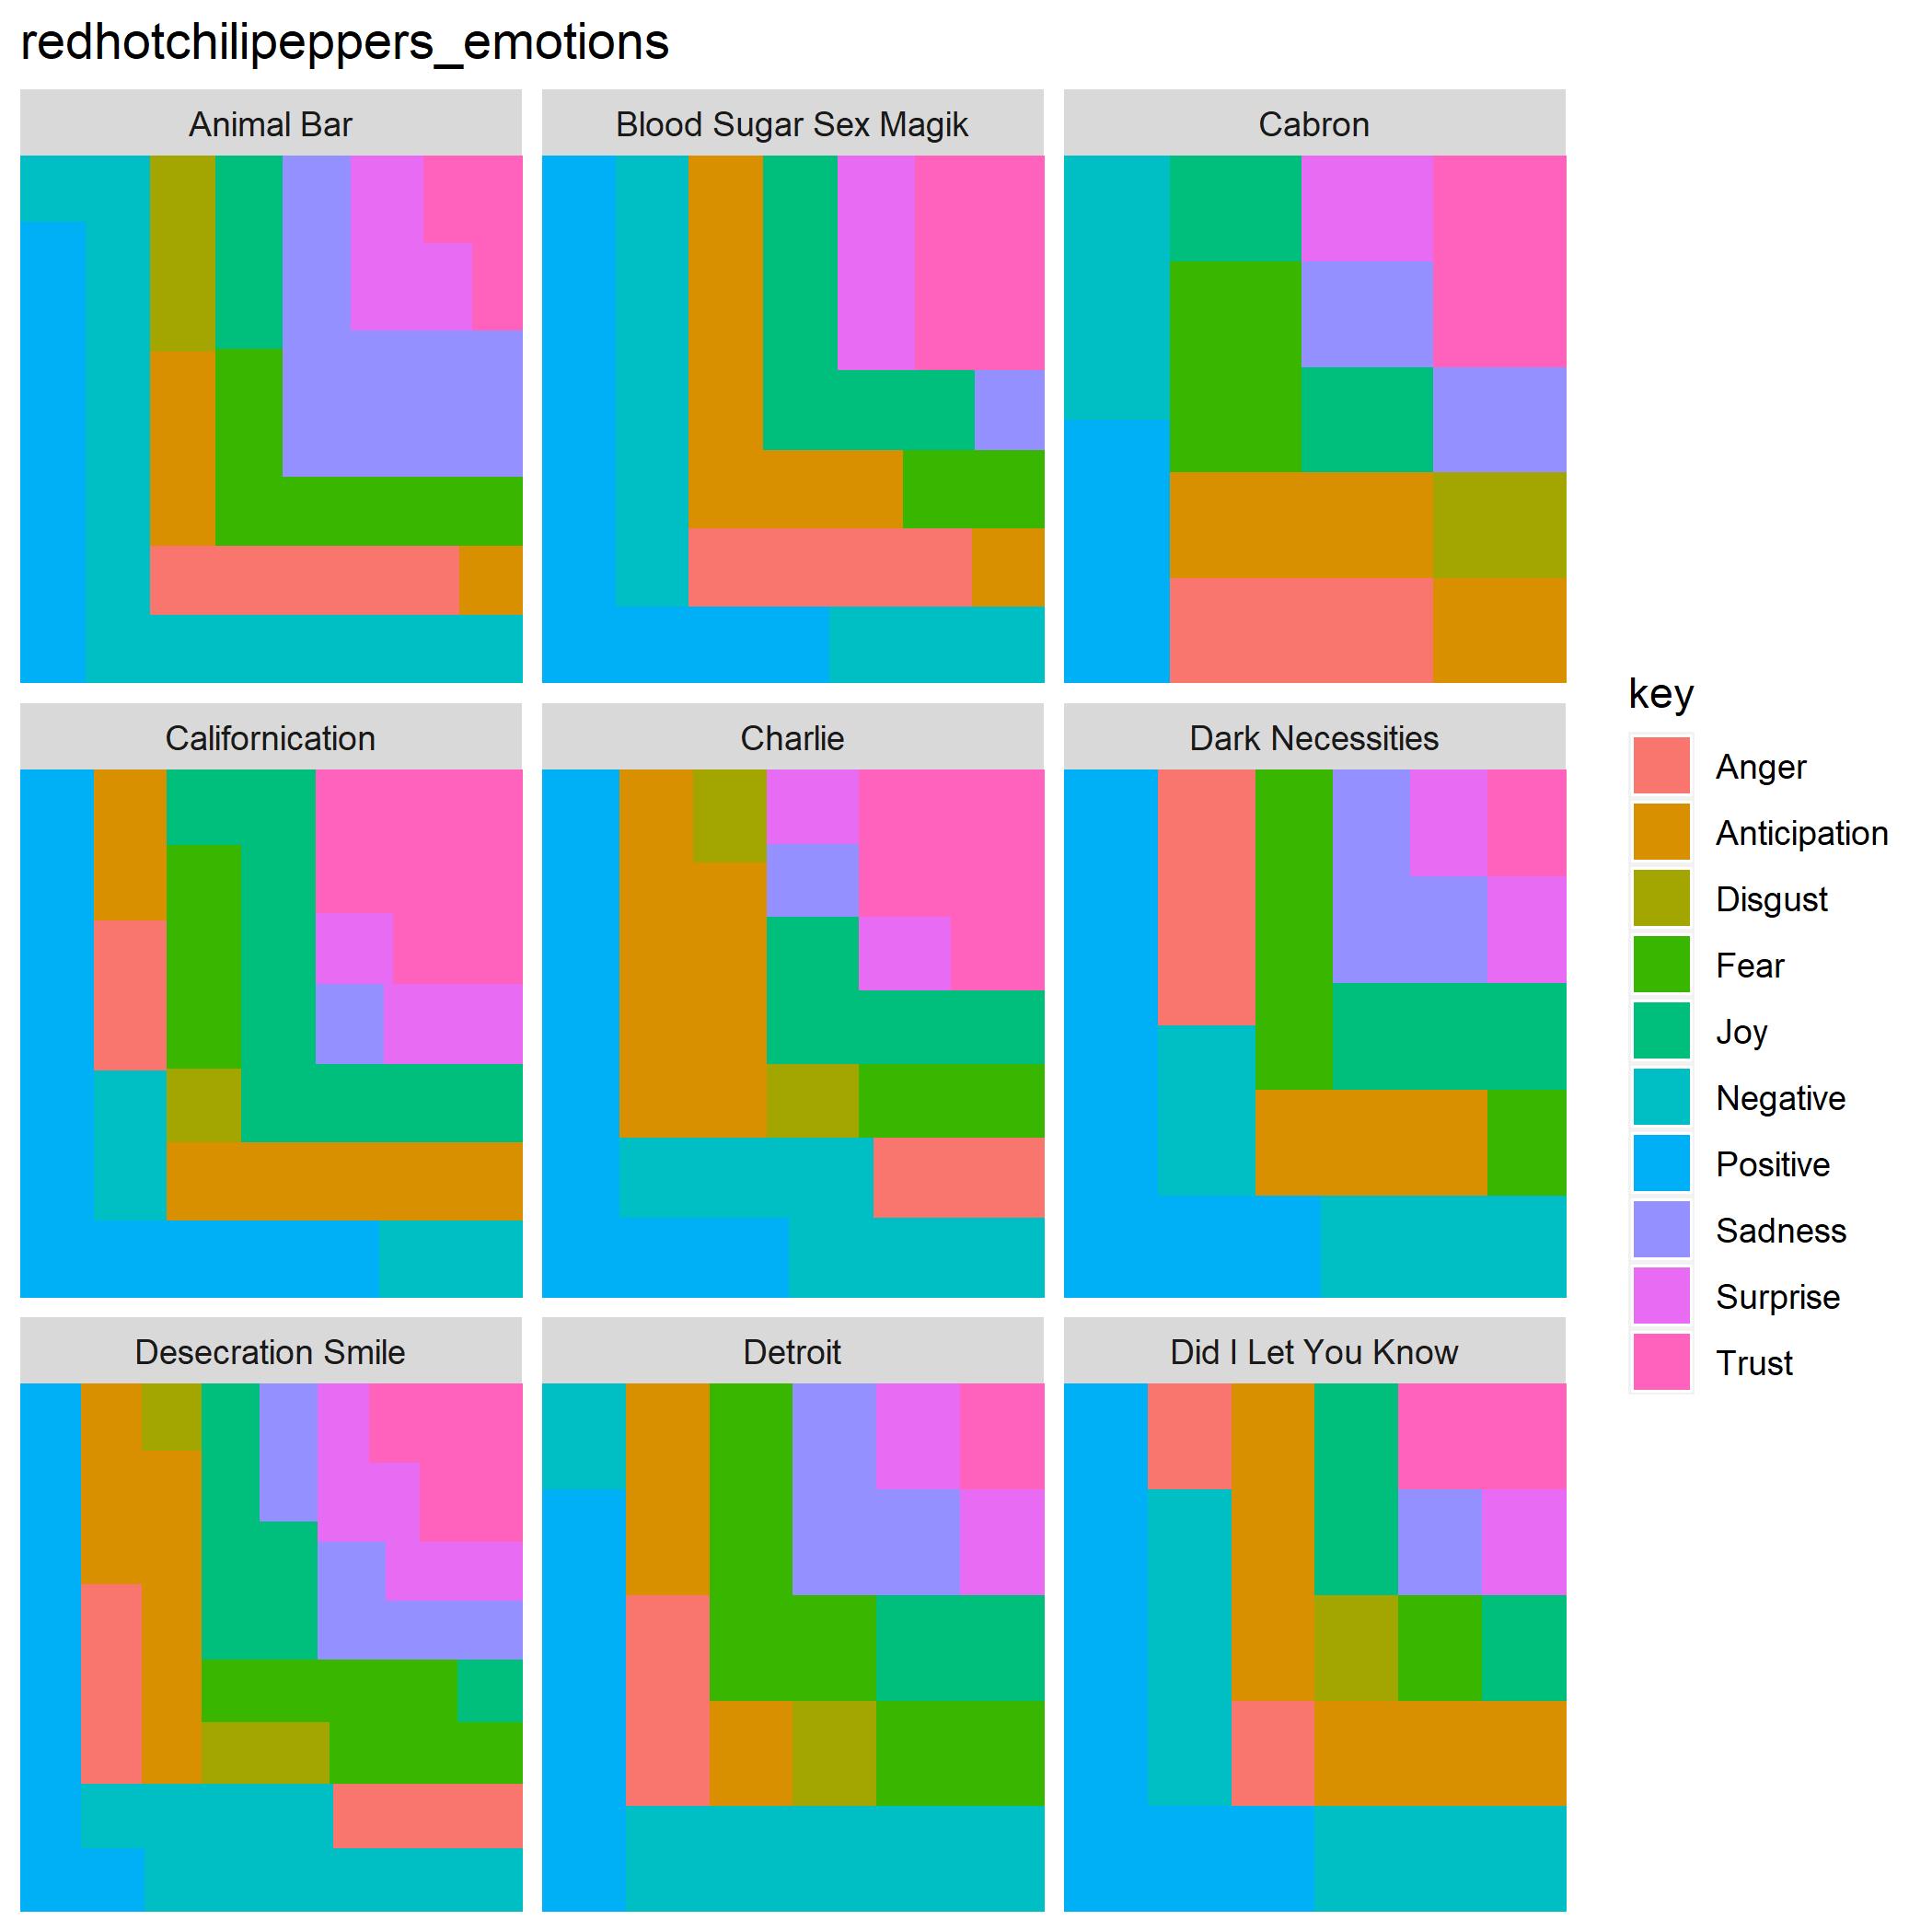 redhotchilipeppers_emotions
Animal Bar
Blood Sugar Sex Magik
Cabron
Californication
Charlie
Dark Necessities
Desecration Smile
Detroit
Did I Let You Know
key
Anger
Anticipation
Disgust
Fear
Joy
Negative
Positive
Sadness
Surprise
Trust